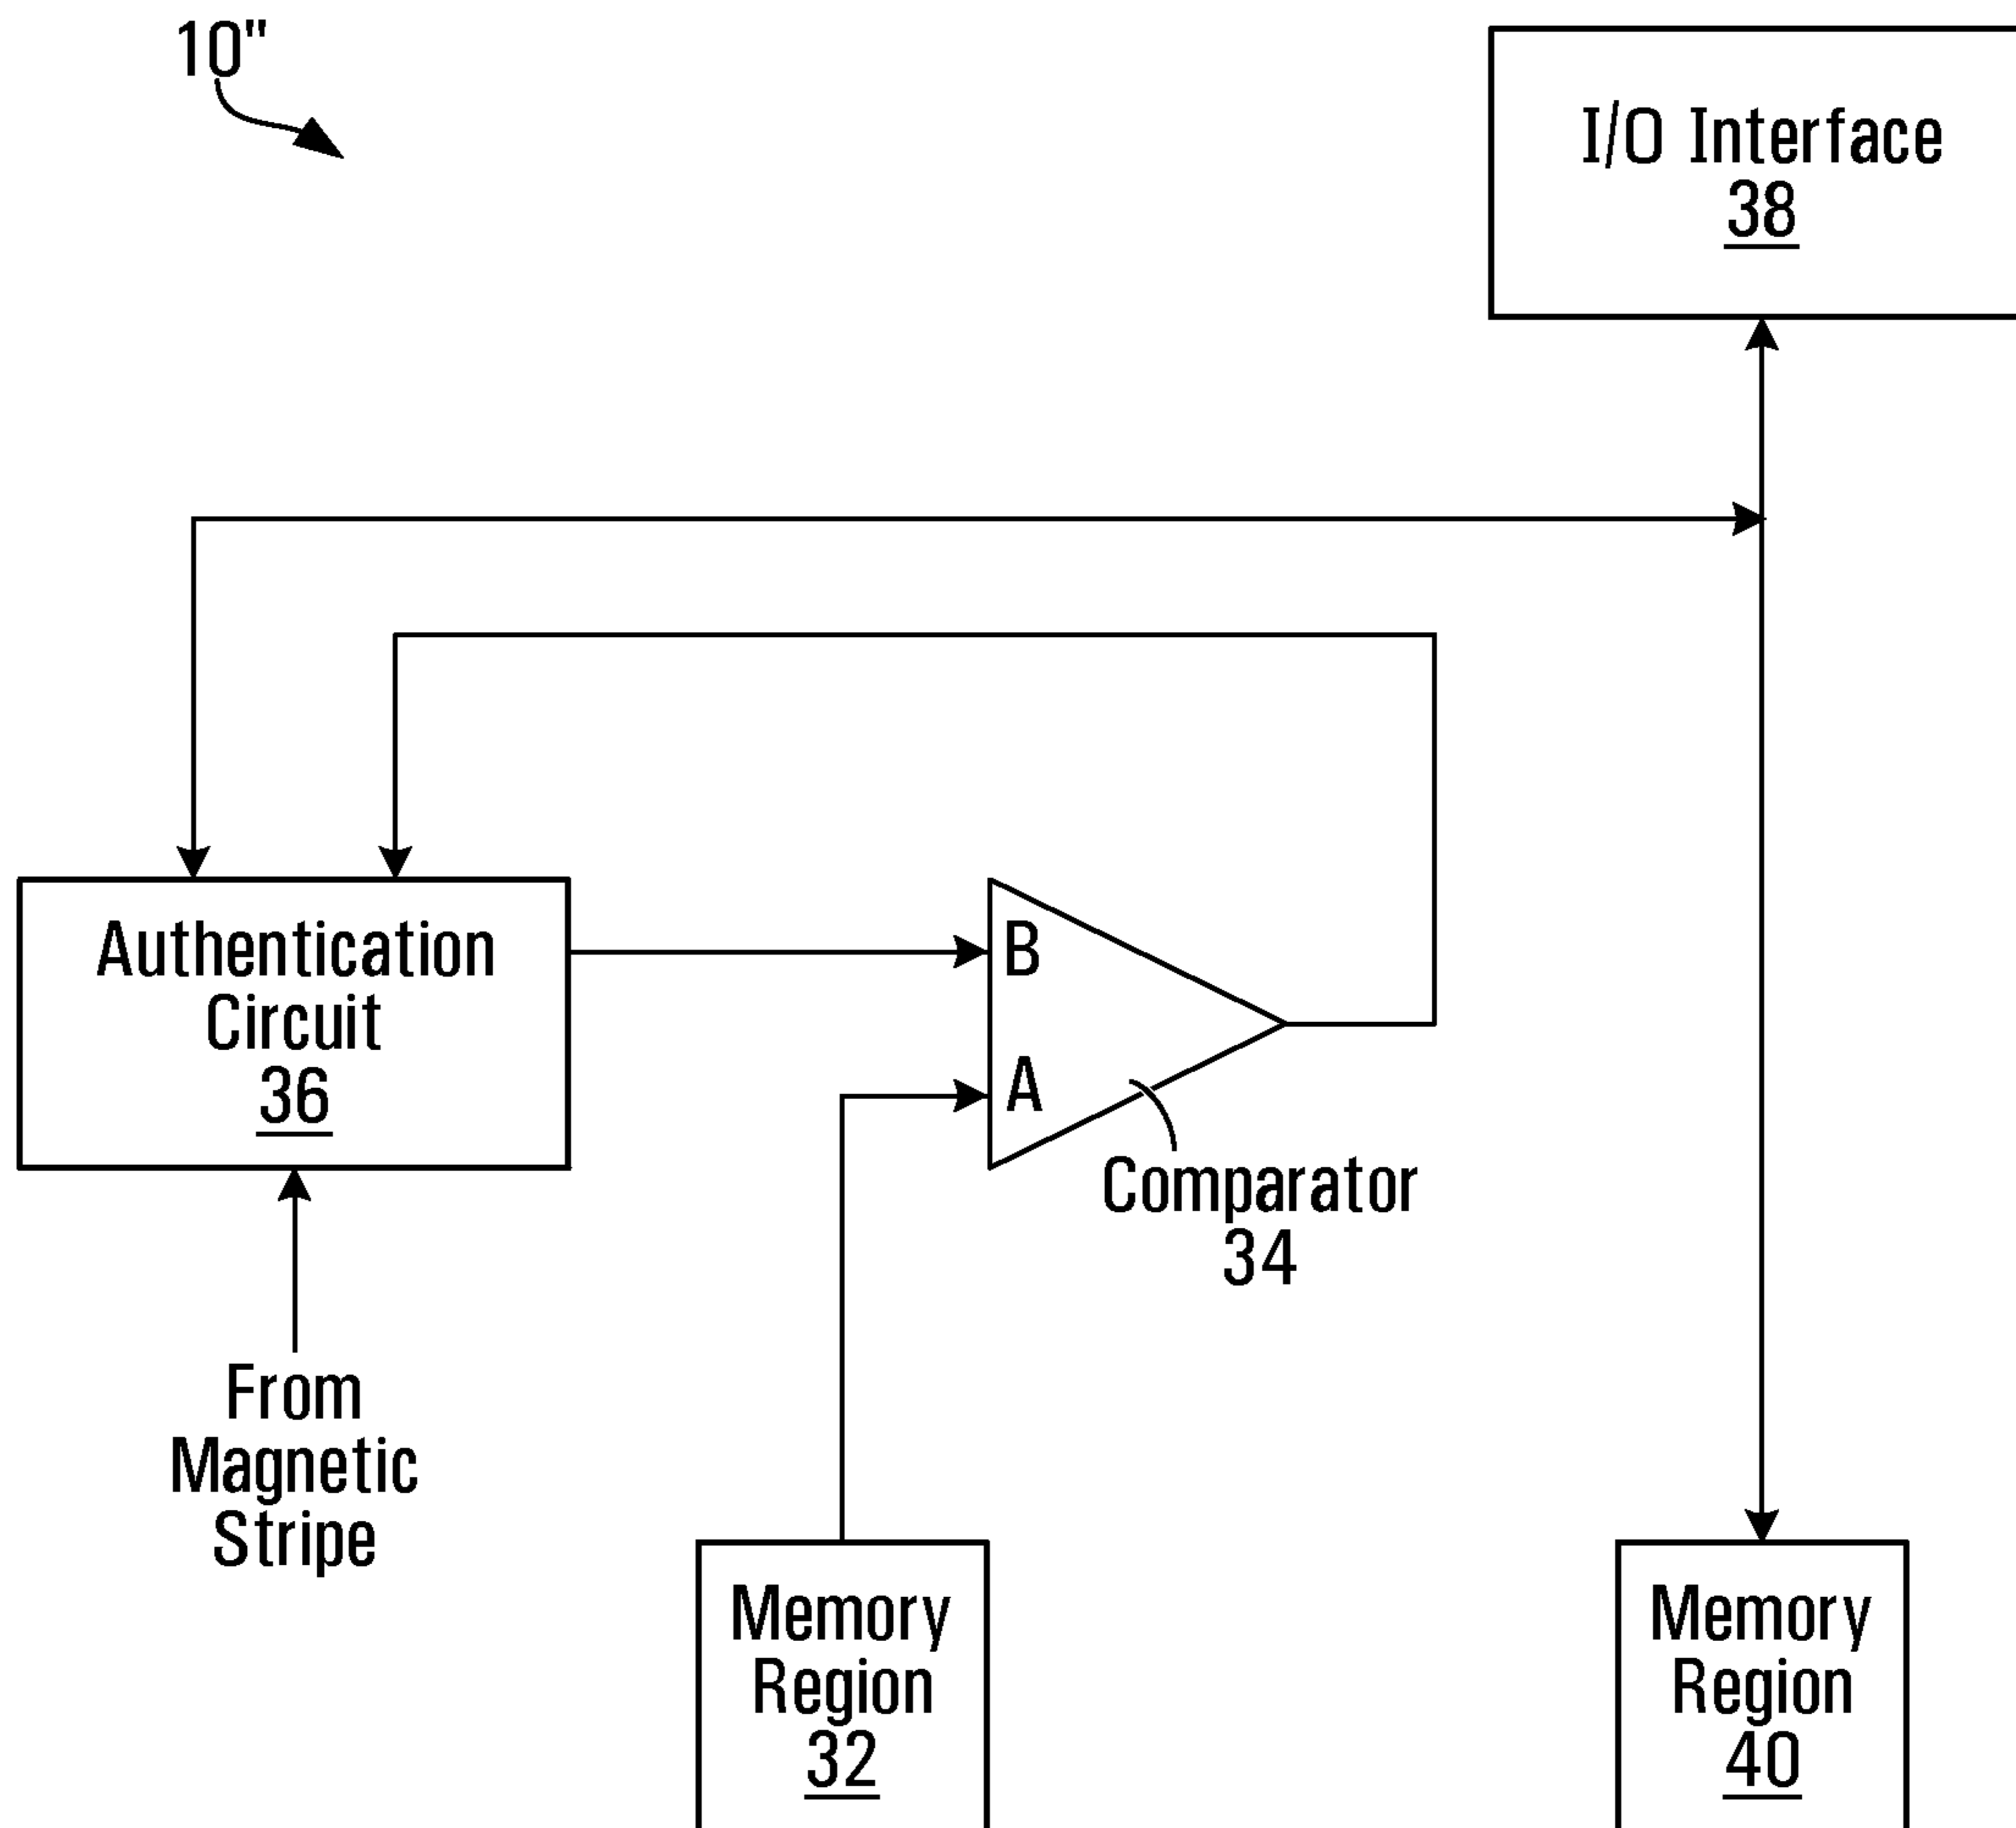 10"
I/O Interface
38
Authentication
Circuit
36
B
A
Comparator
34
From
Magnetic
Stripe
Memory
Region
32
Memory
Region
40